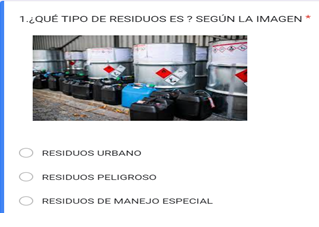 1.¿QUÉ TIPO DE RESIDUOS ES ? SEGÚN LA IMAGEN *
RESIDUOS URBANO
RESIDUOS PELIGROSO
RESIDUOS DE MANEJO ESPECIAL